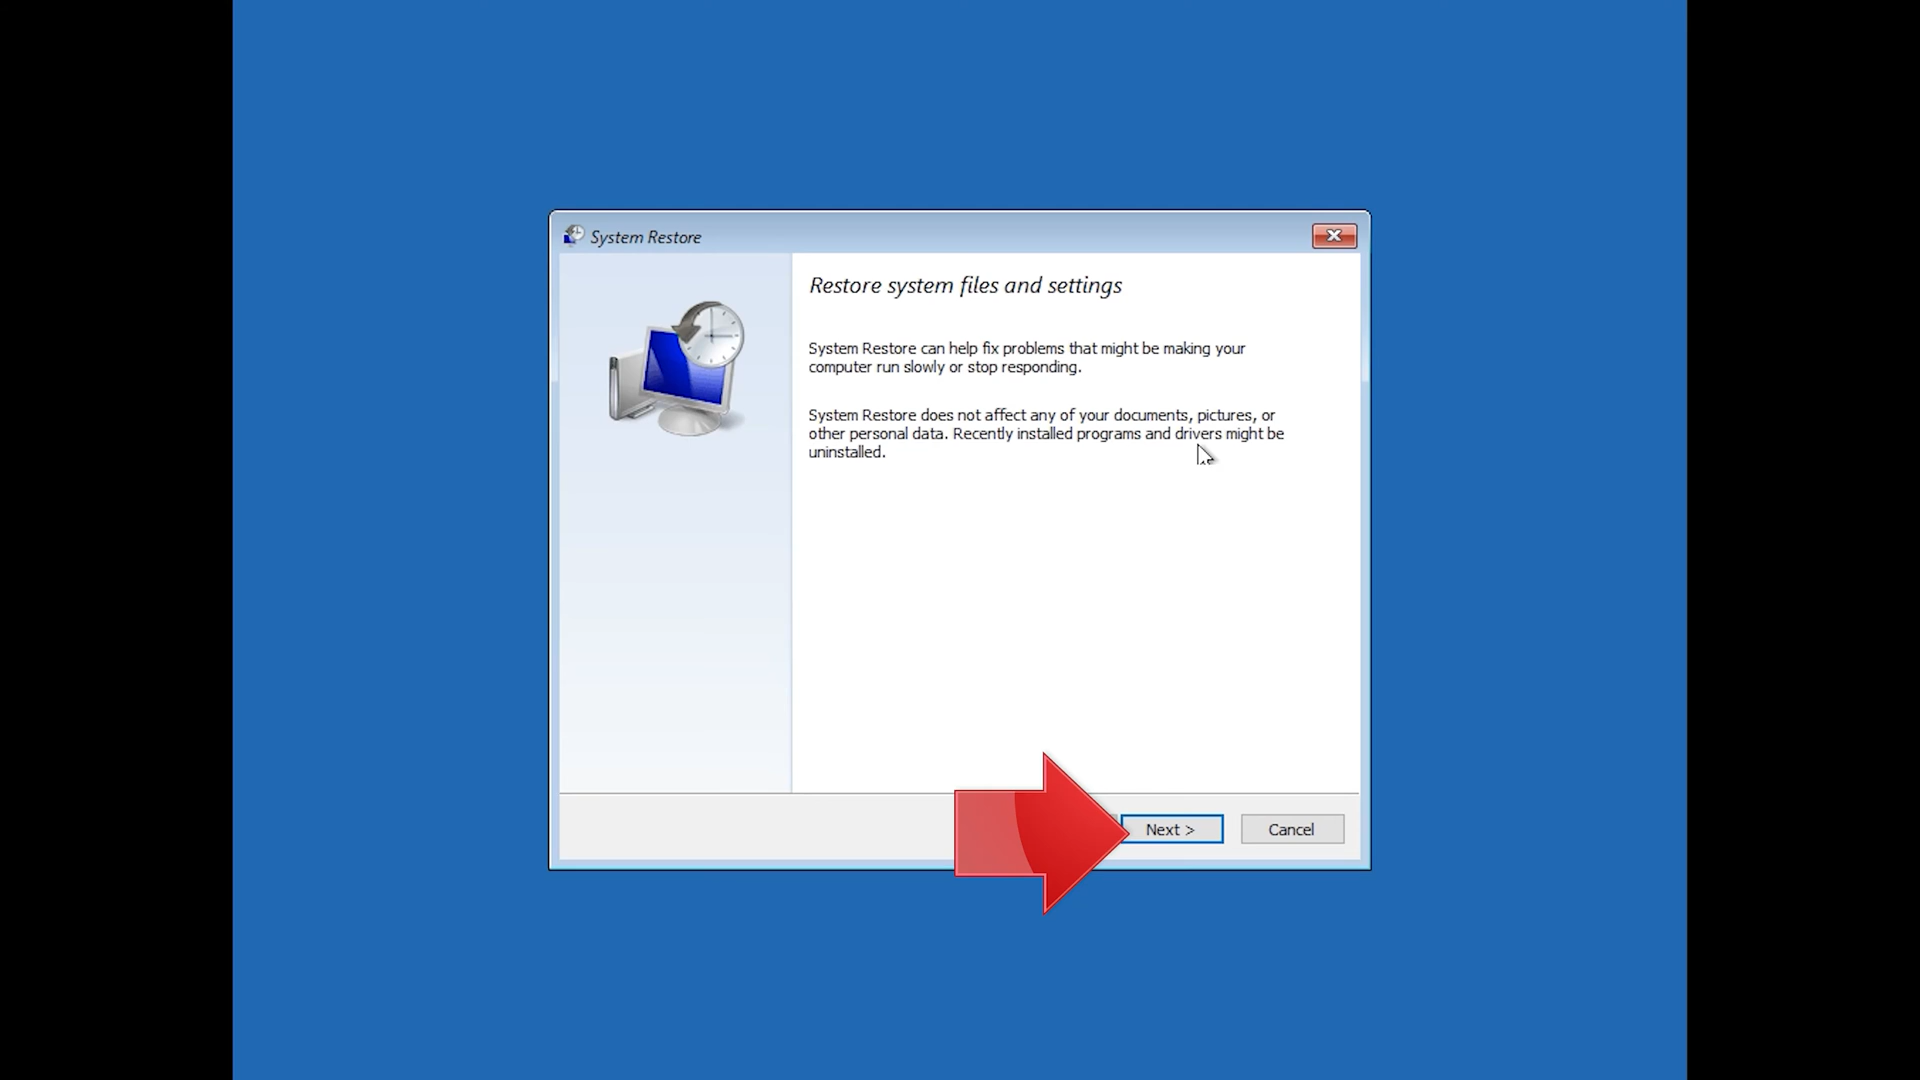 System Restore
Restore system files and settings
System Restore can help fix problems that might be making your
computer run slowly or stop responding.
System Restore does not affect any of your documents, pictures, or
other personal data. Recently installed programs and drivers might be
uninstalled.
Next >
Cancel